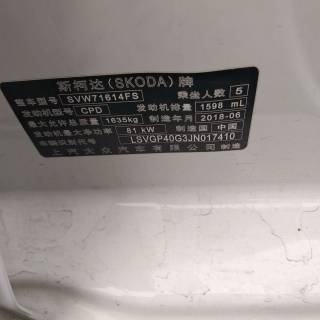 斯柯达(SKODA)牌
整车型号 SVW71614FS 乘坐人数 5
发动机型号 CPD 发动机排量 1598 mL
最大允许总质量 1635kg 制造年月 2018-06
发动机最大净功率 81 kW 制造国 中国
车辆识别代号 LSVGP40G3JN017410
上汽大众汽车有限公司制造